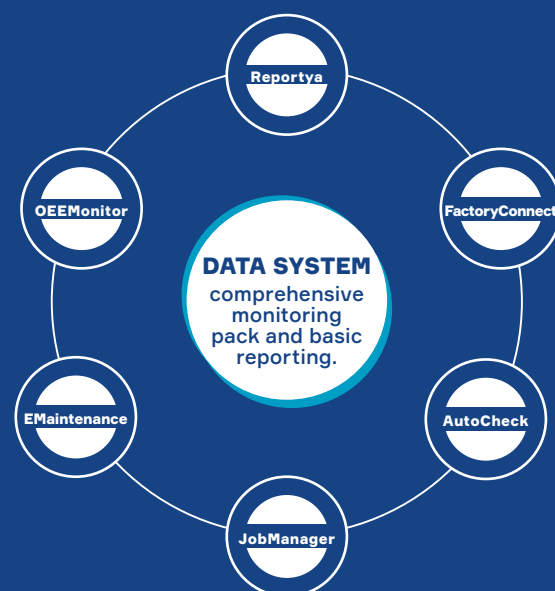 Reportya
OEEMonitor
FactoryConnect
DATA SYSTEM
comprehensive
monitoring
pack and basic
reporting.
EMaintenance
AutoCheck
JobManager